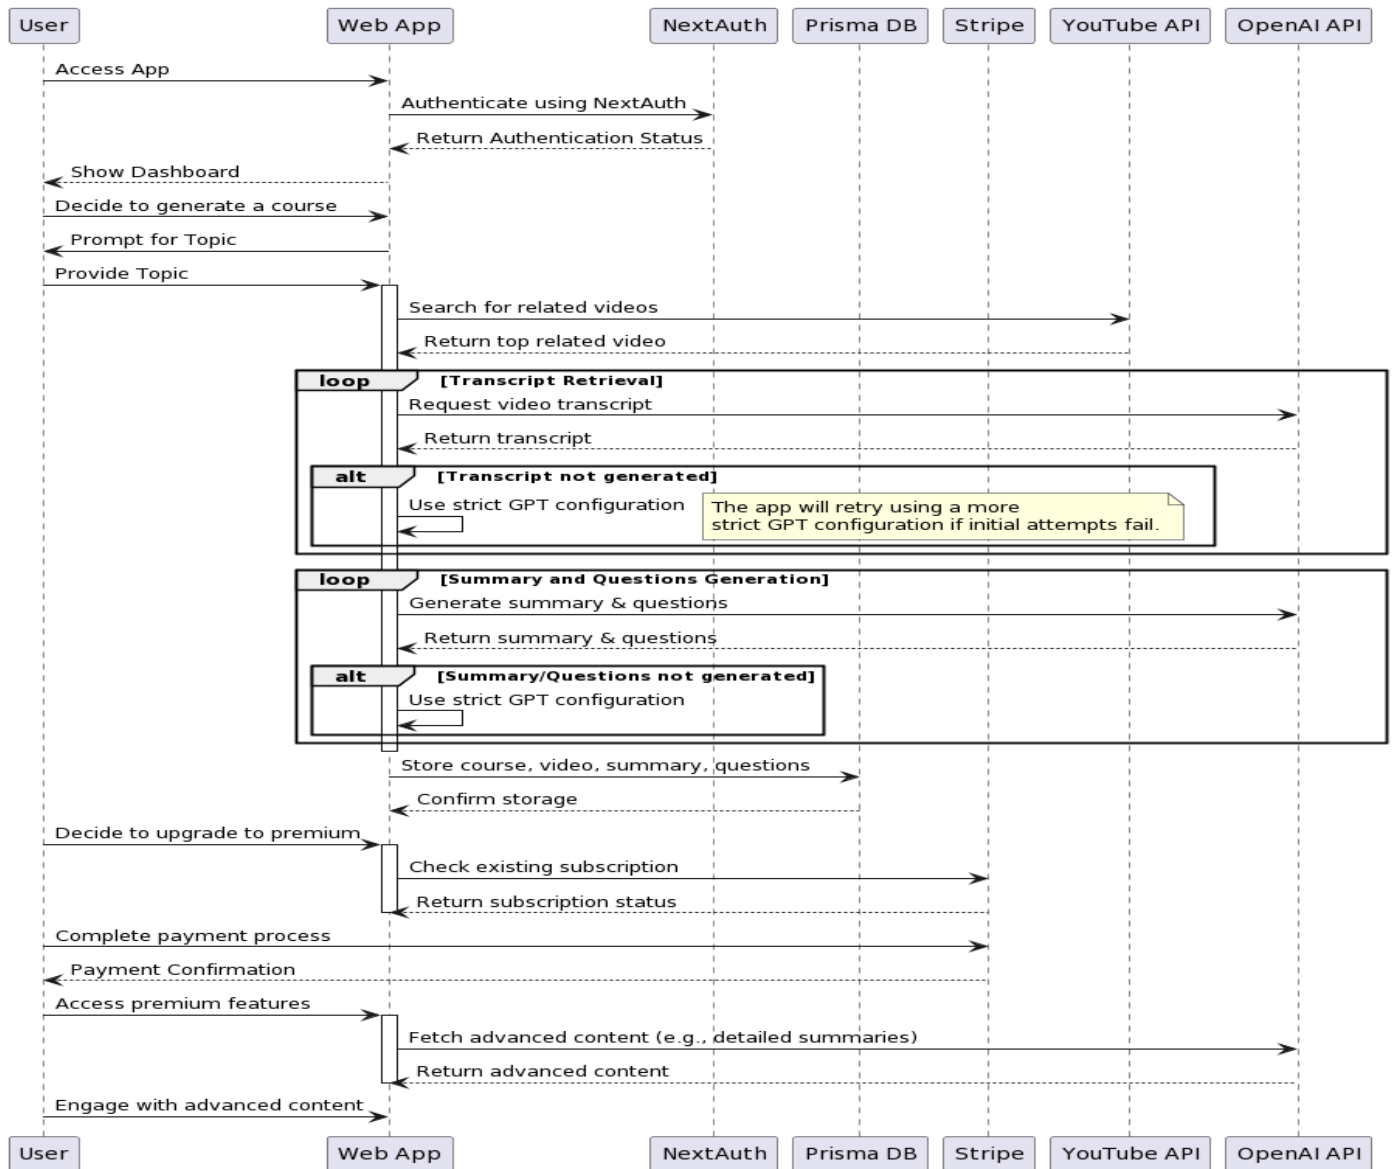 User
Web App
NextAuth
Prisma DB
Stripe
YouTube API
OpenAI API
Access App
Authenticate using NextAuth
Return Authentication Status
Show Dashboard
Decide to generate a course
Prompt for Topic
Provide Topic
Search for related videos
Return top related video
loop
[Transcript Retrieval]
Request video transcript
Return transcript
alt
[Transcript not generated]
Use strict GPT configuration
The app will retry using a more
strict GPT configuration if initial attempts fail.
loop
[Summary and Questions Generation]
Generate summary & questions
Return summary & questions
alt
[Summary/Questions not generated]
Use strict GPT configuration
Store course, video, summary, questions
Confirm storage
Decide to upgrade to premium
Check existing subscription
Return subscription status
Complete payment process
Payment Confirmation
Access premium features
Fetch advanced content (e.g., detailed summaries)
Return advanced content
Engage with advanced content
User
Web App
NextAuth
Prisma DB
Stripe
YouTube API
OpenAI API